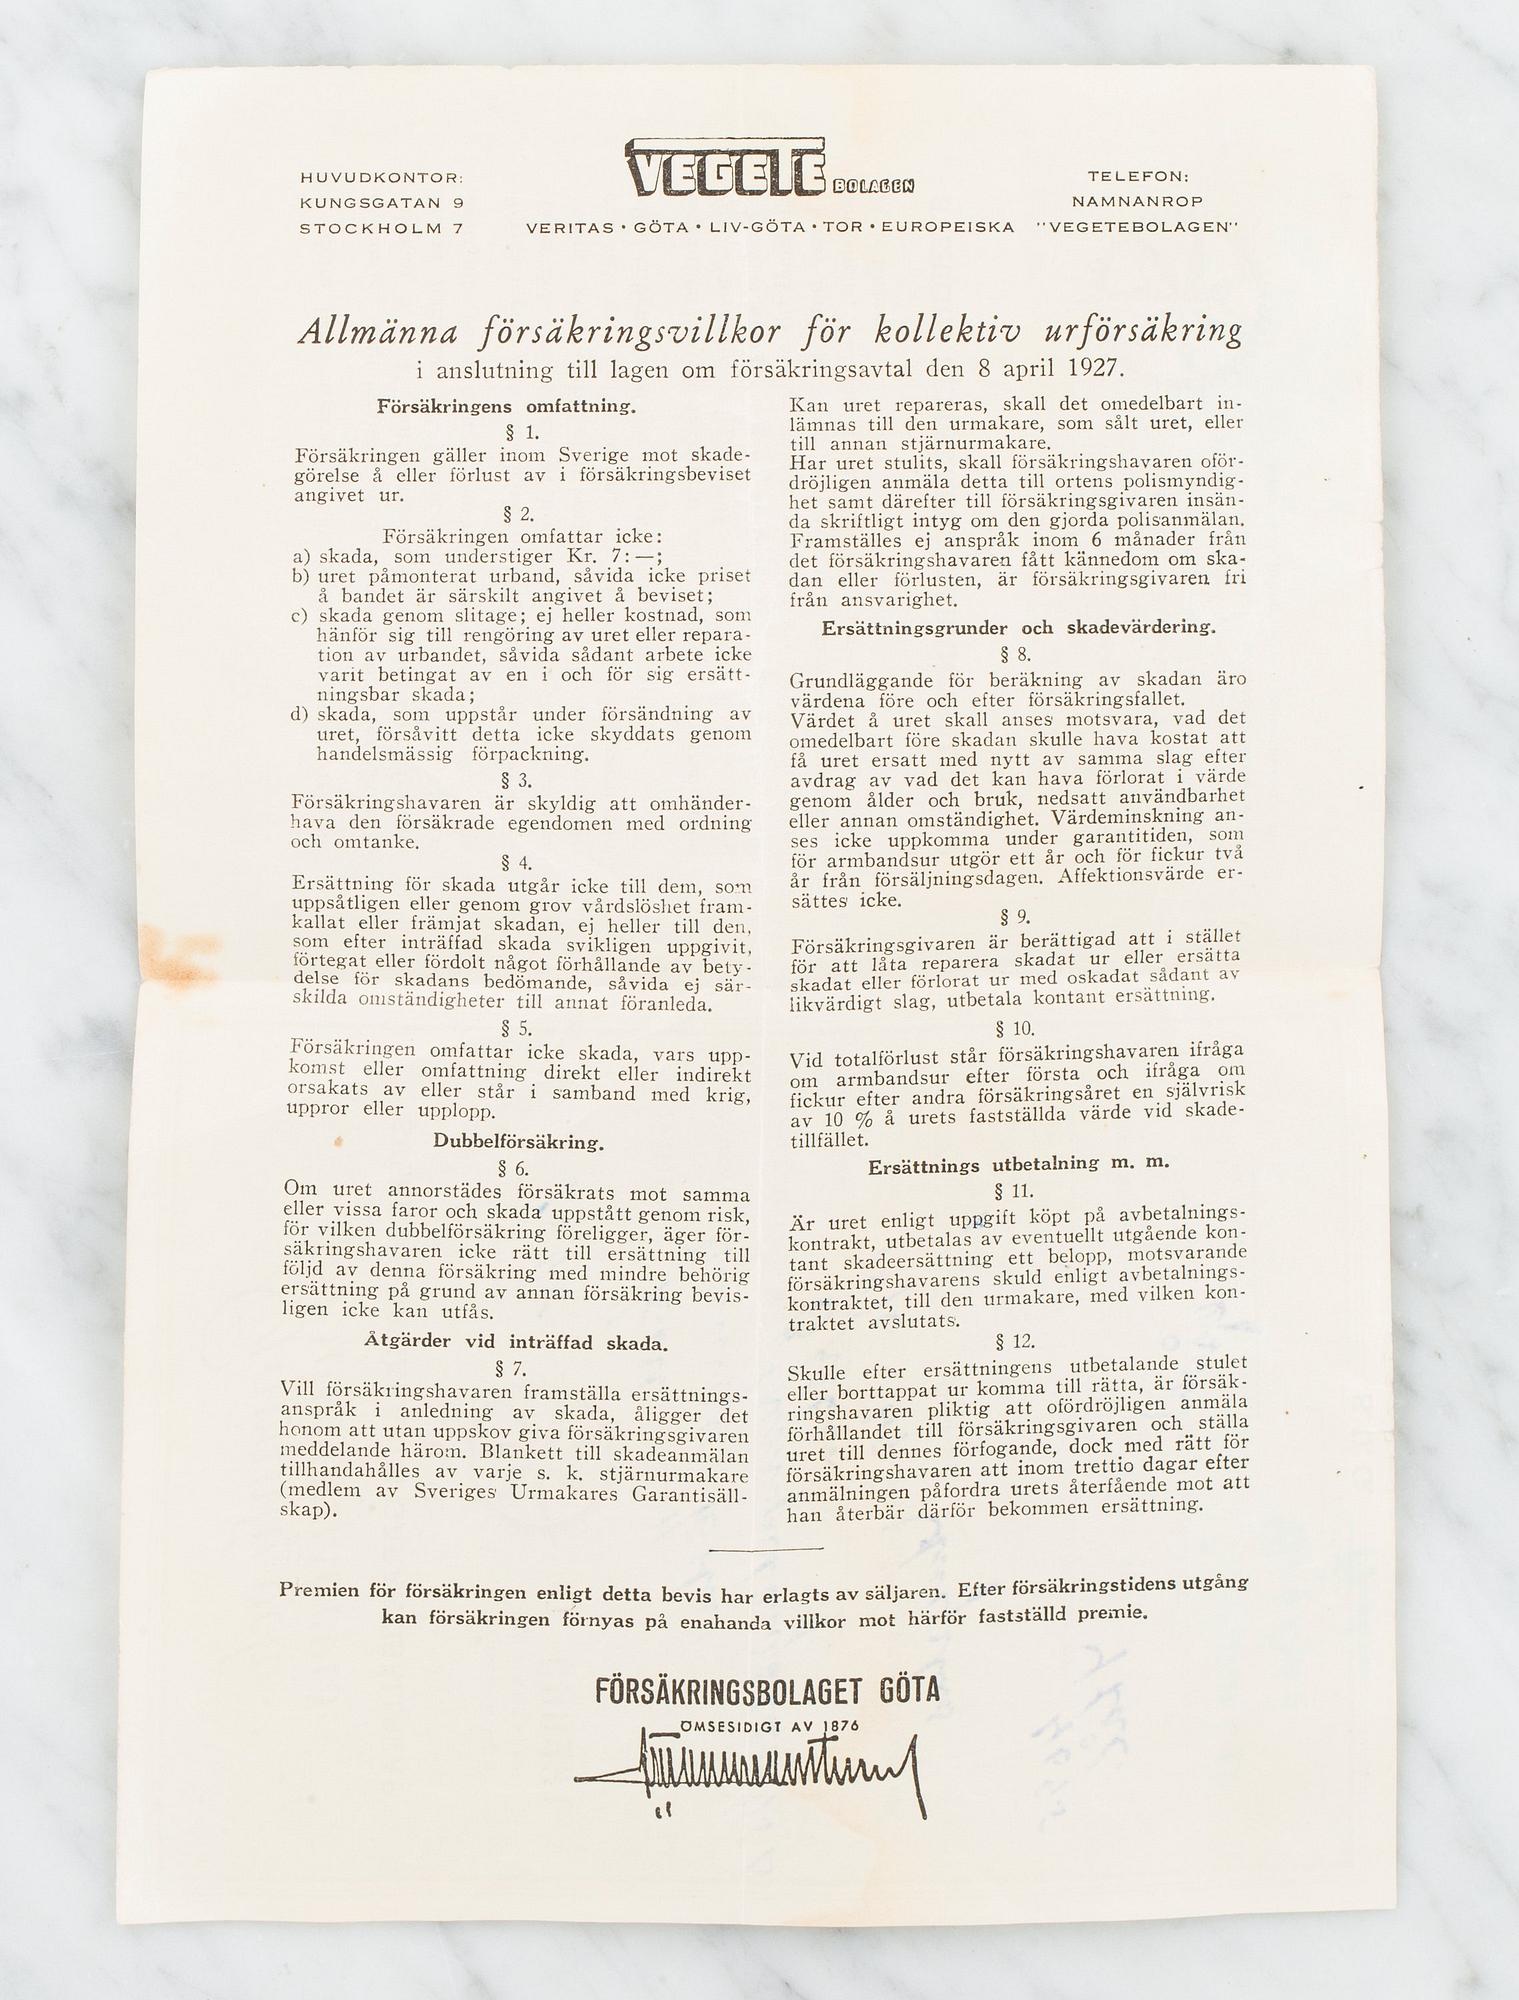 HUVUDKONTOR:
KUNGSGATAN 9
STOCKHOLM 7
VEGETE BOLAGEN
VERITAS • GÖTA • LIV-GÖTA • TOR • EUROPEISKA
TELEFON:
NAMNANROP
"VEGETEBOLAGEN"
Allmänna försäkringsvillkor för kollektiv urförsäkring
i anslutning till lagen om försäkringsavtal den 8 april 1927.
Försäkringens omfattning.
§ 1.
Försäkringen gäller inom Sverige mot skade-
görelse å eller förlust av i försäkringsbeviset
angivet ur.
§ 2.
Försäkringen omfattar icke:
a) skada, som understiger Kr. 7:—;
b) uret påmonterat urband, såvida icke priset
å bandet är särskilt angivet å beviset;
c) skada genom slitage; ej heller kostnad, som
hänför sig till rengöring av uret eller repara-
tion av urbandet, såvida sådant arbete icke
varit betingat av en i och för sig ersätt-
ningsbar skada;
d) skada, som uppstår under försändning av
uret, försåvitt detta icke skyddats genom
handelsmässig förpackning.
§ 3.
Försäkringshavaren är skyldig att omhänder-
hava den försäkrade egendomen med ordning
och omtanke.
§ 4.
Ersättning för skada utgår icke till dem, som
uppsåtligen eller genom grov vårdslöshet fram-
kallat eller främjat skadan, ej heller till den,
som efter inträffad skada svikligen uppgivit,
förtegat eller fördolt något förhållande av bety-
delse för skadans bedömande, såvida ej sär-
skilda omständigheter till annat föranleda.
§ 5.
Försäkringen omfattar icke skada, vars upp-
komst eller omfattning direkt eller indirekt
orsakats av eller står i samband med krig,
uppror eller upplopp.
Dubbelförsäkring.
§ 6.
Om uret annorstädes försäkrats mot samma
eller vissa faror och skada uppstått genom risk,
för vilken dubbelförsäkring föreligger, äger för-
säkringshavaren icke rätt till ersättning till
följd av denna försäkring med mindre behörig
ersättning på grund av annan försäkring bevis-
ligen icke kan utfås.
Åtgärder vid inträffad skada.
§ 7.
Vill försäkringshavaren framställa ersättnings-
anspråk i anledning av skada, åligger det
honom att utan uppskov giva försäkringsgivaren
meddelande härom. Blankett till skadeanmälan
tillhandahålles av varje s. k. stjärnurmakare
(medlem av Sveriges Urmakares Garantisäll-
skap).
Kan uret repareras, skall det omedelbart in-
lämnas till den urmakare, som sålt uret, eller
till annan stjärnurmakare.
Har uret stulits, skall försäkringshavaren oför-
dröjligen anmäla detta till ortens polismyndig-
het samt därefter till försäkringsgivaren insän-
da skriftligt intyg om den gjorda polisanmälan.
Framställes ej anspråk inom 6 månader från
det försäkringshavaren fått kännedom om ska-
dan eller förlusten, är försäkringsgivaren fri
från ansvarighet.
Ersättningsgrunder och skadevärdering.
§ 8.
Grundläggande för beräkning av skadan äro
värdena före och efter försäkringsfallet.
Värdet å uret skall anses motsvara, vad det
omedelbart före skadan skulle hava kostat att
få uret ersatt med nytt av samma slag efter
avdrag av vad det kan hava förlorat i värde
genom ålder och bruk, nedsatt användbarhet
eller annan omständighet. Värdeminskning an-
ses icke uppkomma under garantitiden, som
för armbandsur utgör ett år och för fickur två
år från försäljningsdagen. Affektionsvärde er-
sättes icke.
§ 9.
Försäkringsgivaren är berättigad att i stället
för att låta reparera skadat ur eller ersätta
skadat eller förlorat ur med oskadat sådant av
likvärdigt slag, utbetala kontant ersättning.
§ 10.
Vid totalförlust står försäkringshavaren ifråga
om armbandsur efter första och ifråga om
fickur efter andra försäkringsåret en självrisk
av 10 % å urets fastställda värde vid skade-
tillfället.
Ersättnings utbetalning m. m.
§ 11.
Är uret enligt uppgift köpt på avbetalnings-
kontrakt, utbetalas av eventuellt utgående kon-
tant skadeersättning ett belopp, motsvarande
försäkringshavarens skuld enligt avbetalnings-
kontraktet, till den urmakare, med vilken kon-
traktet avslutats.
§ 12.
Skulle efter ersättningens utbetalande stulet
eller borttappat ur komma till rätta, är försäk-
ringshavaren pliktig att ofördröjligen anmäla
förhållandet till försäkringsgivaren och ställa
uret till dennes förfogande, dock med rätt för
försäkringshavaren att inom trettio dagar efter
anmälningen påfordra urets återfående mot att
han återbär därför bekommen ersättning.
Premien för försäkringen enligt detta bevis har erlagts av säljaren. Efter försäkringstidens utgång
kan försäkringen förnyas på enahanda villkor mot härför fastställd premie.
FÖRSÄKRINGSBOLAGET GÖTA
ÖMSESIDIGT AV 1876